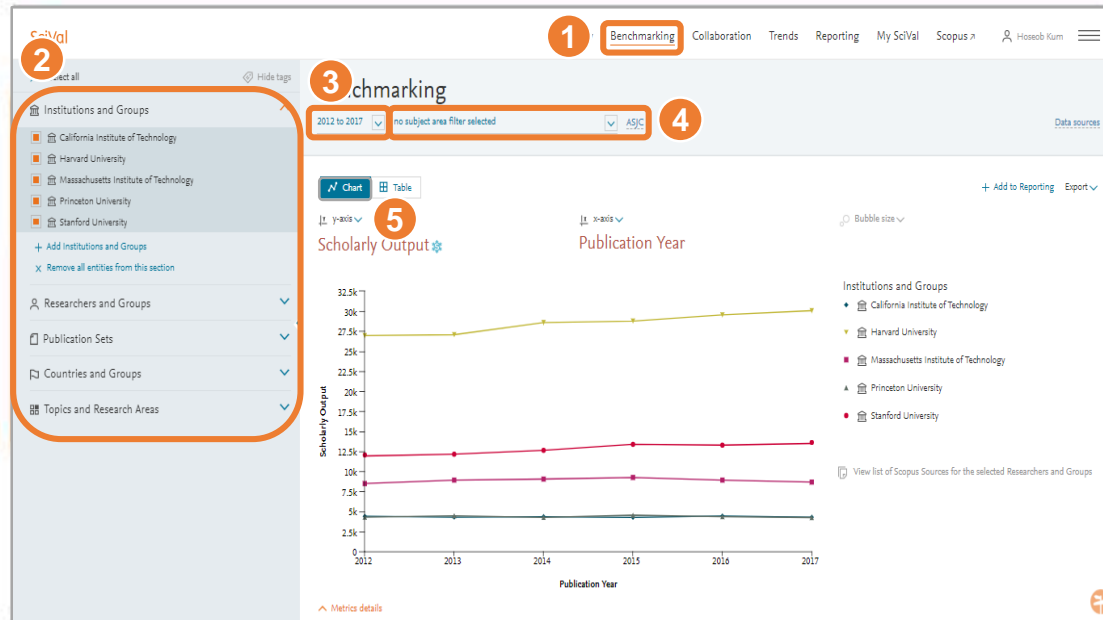 SciVal
1
Benchmarking
Collaboration
Trends
Reporting
My SciVal
Scopus
Hoseob Kum
2
all
Hide tags
Institutions and Groups
California Institute of Technology
Harvard University
Massachusetts Institute of Technology
Princeton University
Stanford University
+ Add Institutions and Groups
x Remove all entities from this section
Researchers and Groups
Publication Sets
Countries and Groups
Topics and Research Areas
3
chmarking
2012 to 2017
no subject area filter selected
ASJC
4
Data sources
Chart
Table
+ Add to Reporting
Export
y-axis
5
x-axis
Bubble size
Scholarly Output
Publication Year
32.5k
30k
27.5k
25k
22.5k
20k
17.5k
15k
12.5k
10k
7.5k
5k
2.5k
0
Scholarly Output
2012
2013
2014
2015
2016
2017
Publication Year
Institutions and Groups
California Institute of Technology
Harvard University
Massachusetts Institute of Technology
Princeton University
Stanford University
View list of Scopus Sources for the selected Researchers and Groups
Metrics details